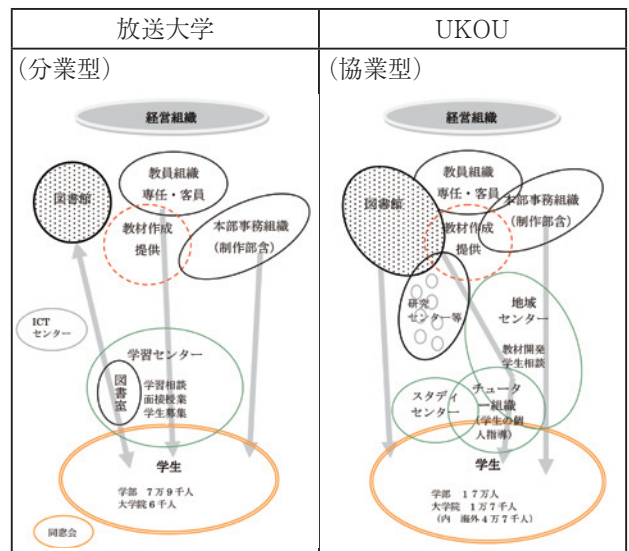 放送大学
UKOU
(分業型)
経営組織
図書館
教員組織
専任・客員
教材作成
提供
本部事務組織
(制作部含)
ICT
センター
学習センター
図書室
学習相談
面接授業
学生募集
学生
学部 7万9千人
大学院6千人
同窓会
(協業型)
経営組織
図書館
教員組織
専任・客員
本部事務組織
(制作部含)
教材作成
提供
研究
センター等
地域
センター
教材開発
学生相談
スタディ
センター
チュータ
ー組織
(学生の個
人指導)
学生
学部 17万人
大学院 1万7千人
(内 海外4万7千人)